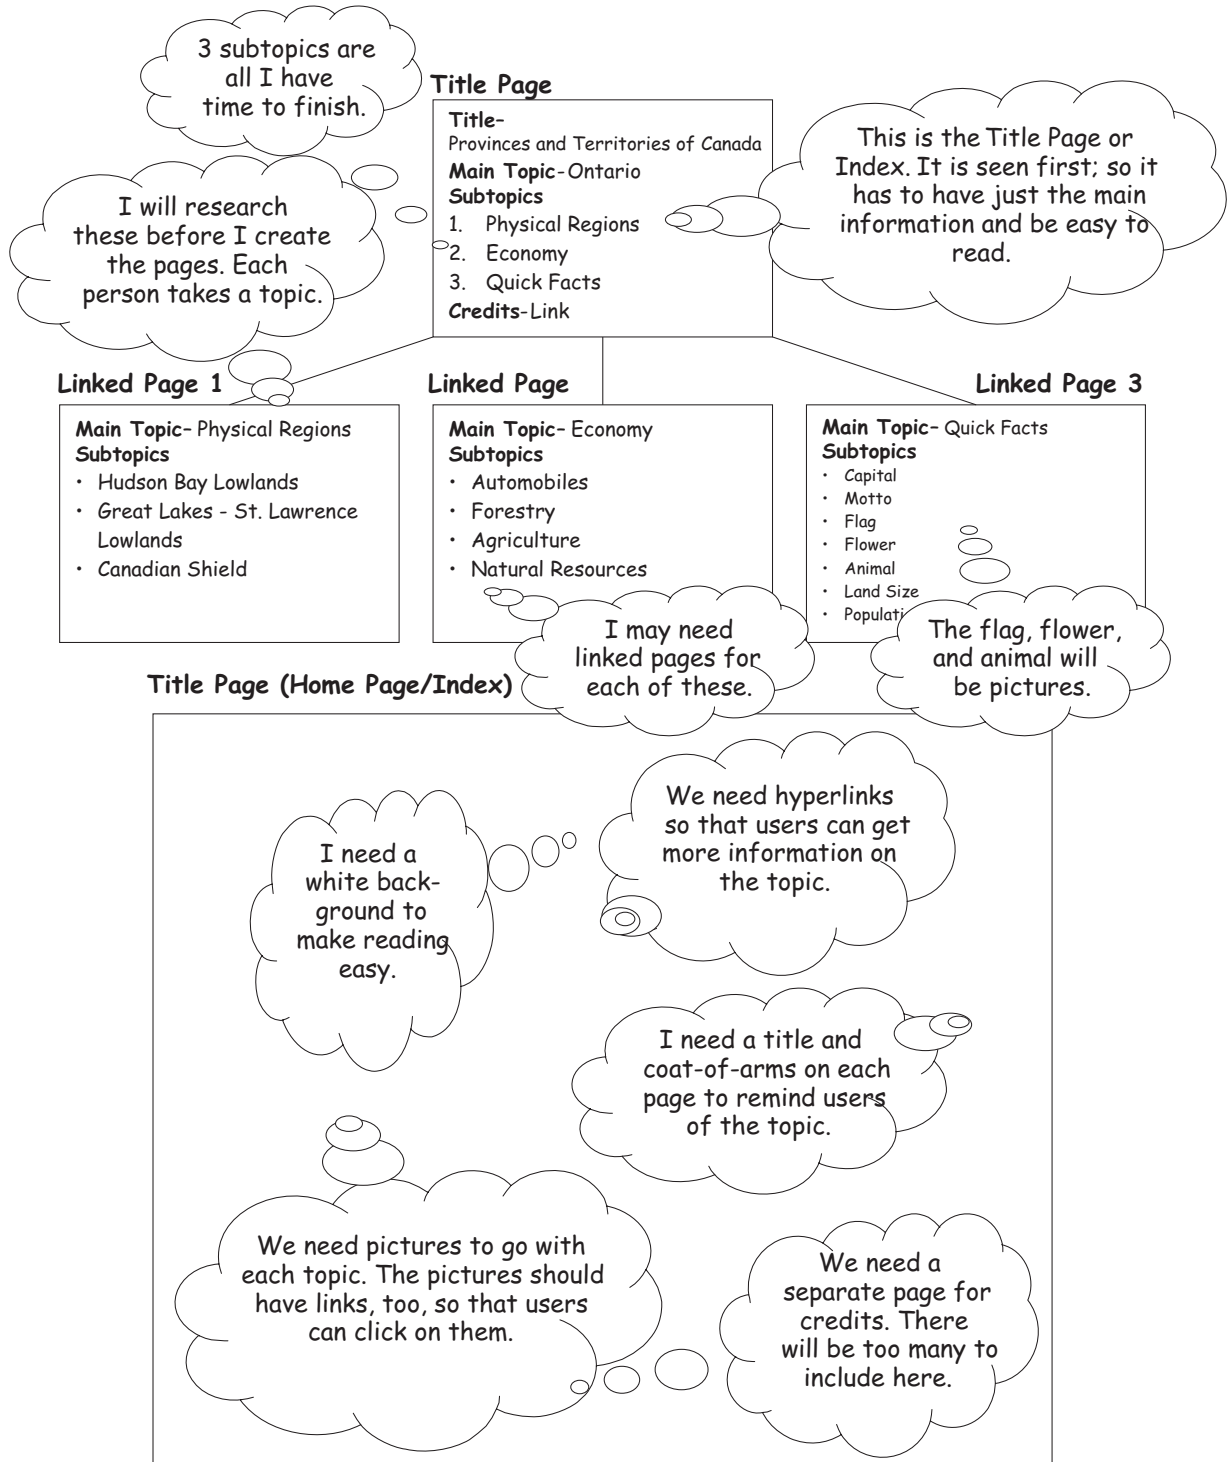 3 subtopics are
all I have
time to finish.
Title Page
Title–
Provinces and Territories of Canada
Main Topic-Ontario
Subtopics
1. Physical Regions
2. Economy
3. Quick Facts
Credits-Link
This is the Title Page or
Index. It is seen first; so it
has to have just the main
information and be easy to
read.
I will research
these before I create
the pages. Each
person takes a topic.
Linked Page 1
Main Topic– Physical Regions
Subtopics
• Hudson Bay Lowlands
• Great Lakes - St. Lawrence
Lowlands
• Canadian Shield
Linked Page
Main Topic– Economy
Subtopics
• Automobiles
• Forestry
• Agriculture
• Natural Resources
I may need
linked pages for
each of these.
Linked Page 3
Main Topic– Quick Facts
Subtopics
• Capital
• Motto
• Flag
• Flower
• Animal
• Land Size
The flag, flower,
and animal will
be pictures.
Title Page (Home Page/Index)
I need a
white back-
ground to
make reading
easy.
We need hyperlinks
so that users can get
more information on
the topic.
I need a title and
coat-of-arms on each
page to remind users
of the topic.
We need pictures to go with
each topic. The pictures should
have links, too, so that users
can click on them.
We need a
separate page for
credits. There
will be too many to
include here.